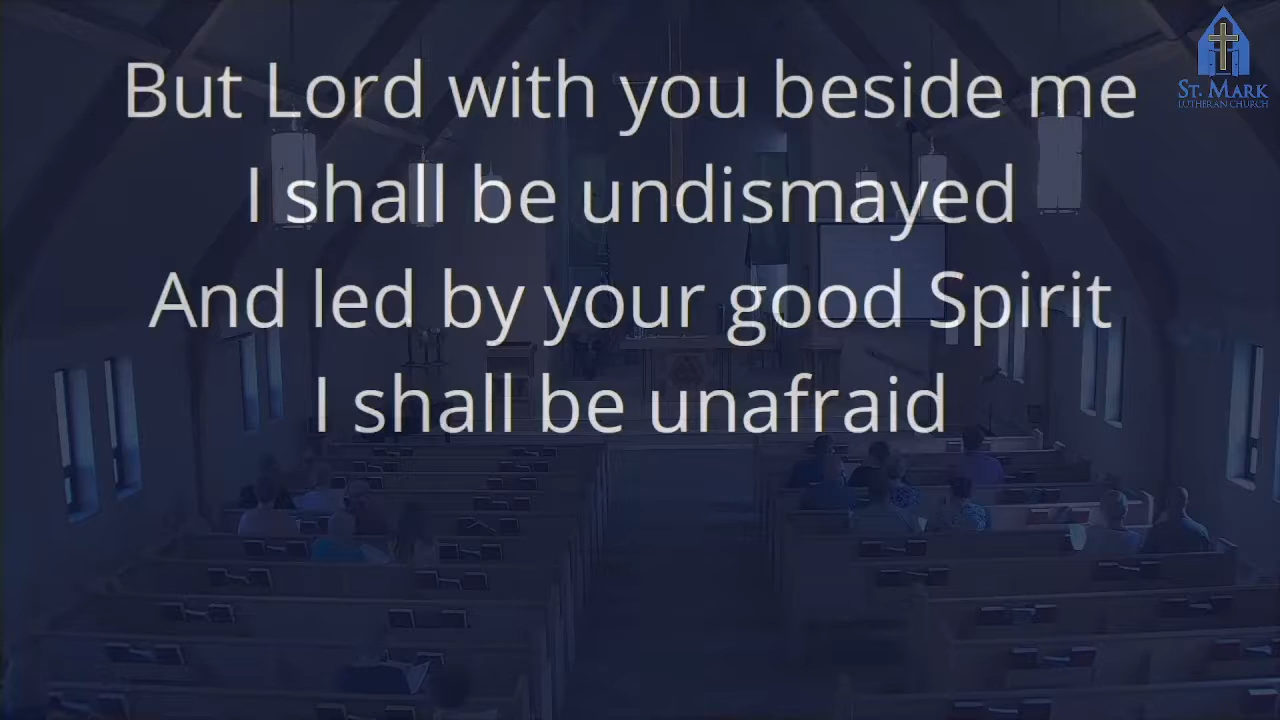 But Lord with you beside me
I shall be undismayed
And led by your good Spirit
I shall be unafraid
ST. MARK
LUTHERAN CHURCH